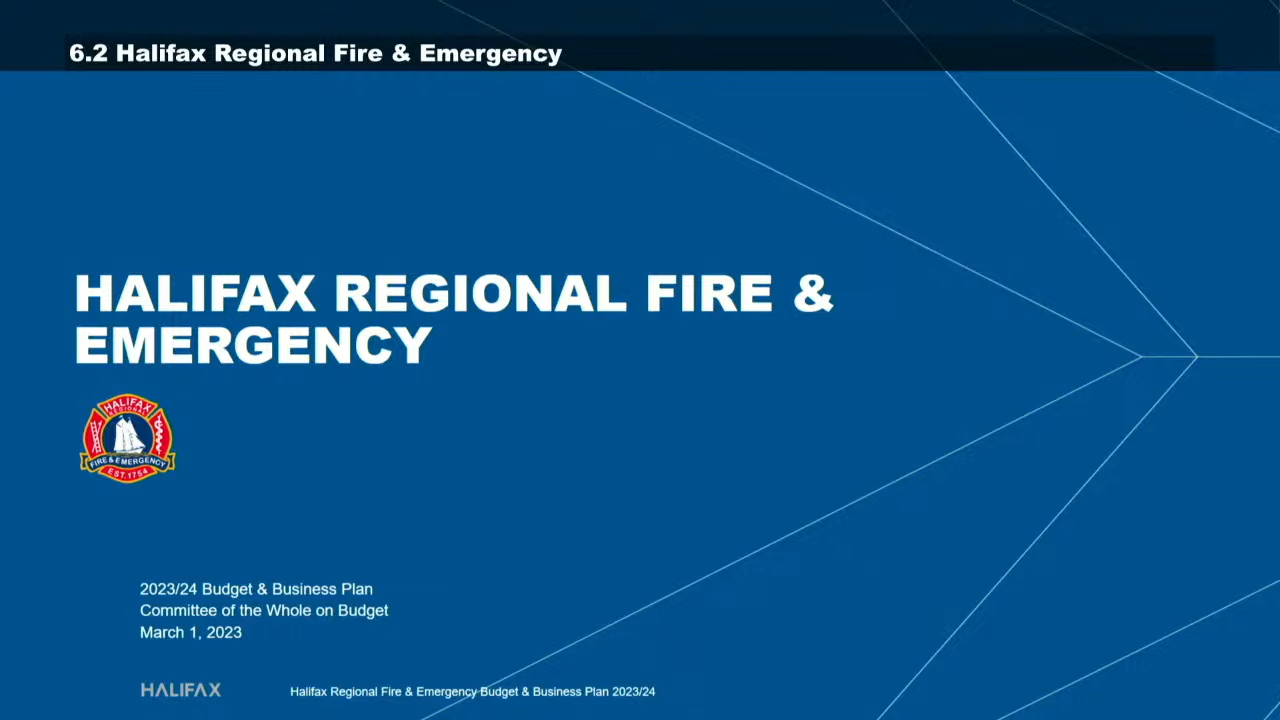 6.2 Halifax Regional Fire & Emergency
HALIFAX REGIONAL FIRE &
EMERGENCY
HALIFAX
REGIONAL
FIRE & EMERGENCY
EST. 1754
2023/24 Budget & Business Plan
Committee of the Whole on Budget
March 1, 2023
HALIFAX
Halifax Regional Fire & Emergency Budget & Business Plan 2023/24